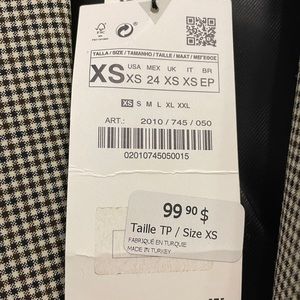 TALLA / SIZE / TAMANHO / TAILLE / MAAT / ΜΕΓΕΘΟΣ
XS
USA MEX UK IT BR
XS 24 XS XS EP
XS S M L XL XXL
ART.: 2010 / 745 / 050
02010745050015
99 90 $
Taille TP / Size XS
FABRIQUÉ EN TURQUIE
MADE IN TURKEY